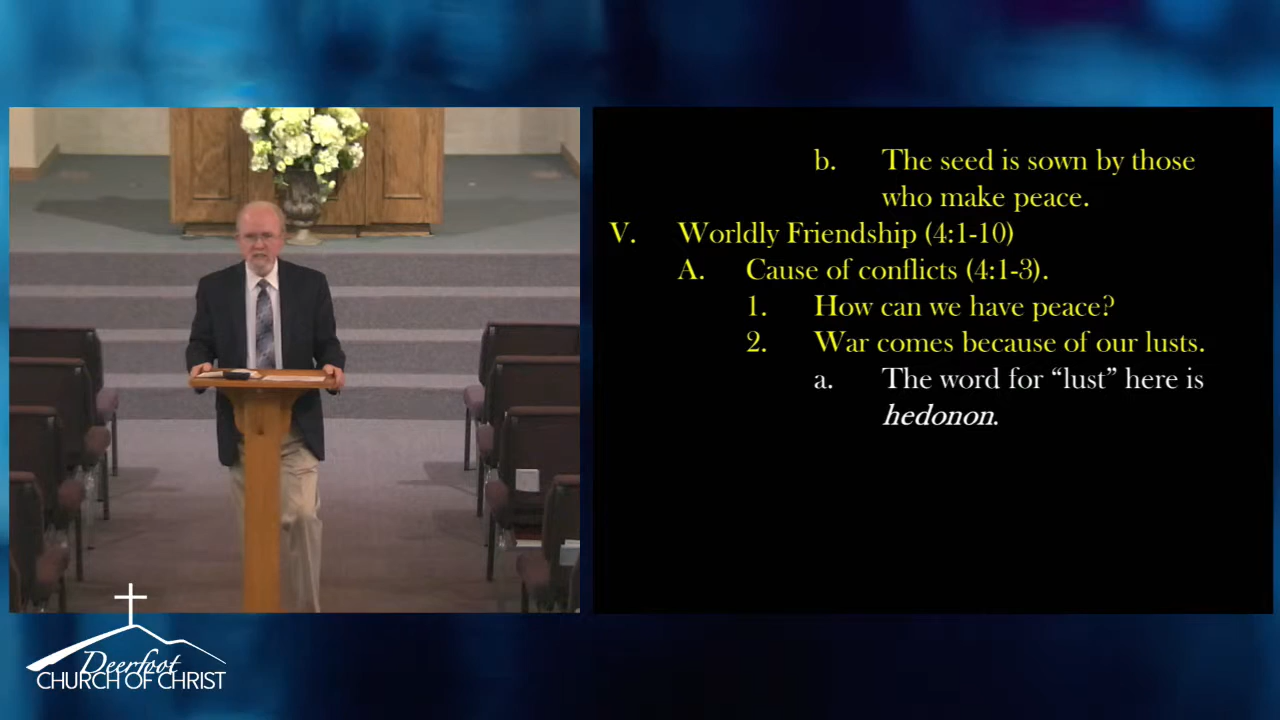 b. The seed is sown by those
who make peace.
V. Worldly Friendship (4:1-10)
A. Cause of conflicts (4:1-3).
1. How can we have peace?
2. War comes because of our lusts.
a. The word for “lust” here is
hedonon.
Deerfoot
CHURCH OF CHRIST